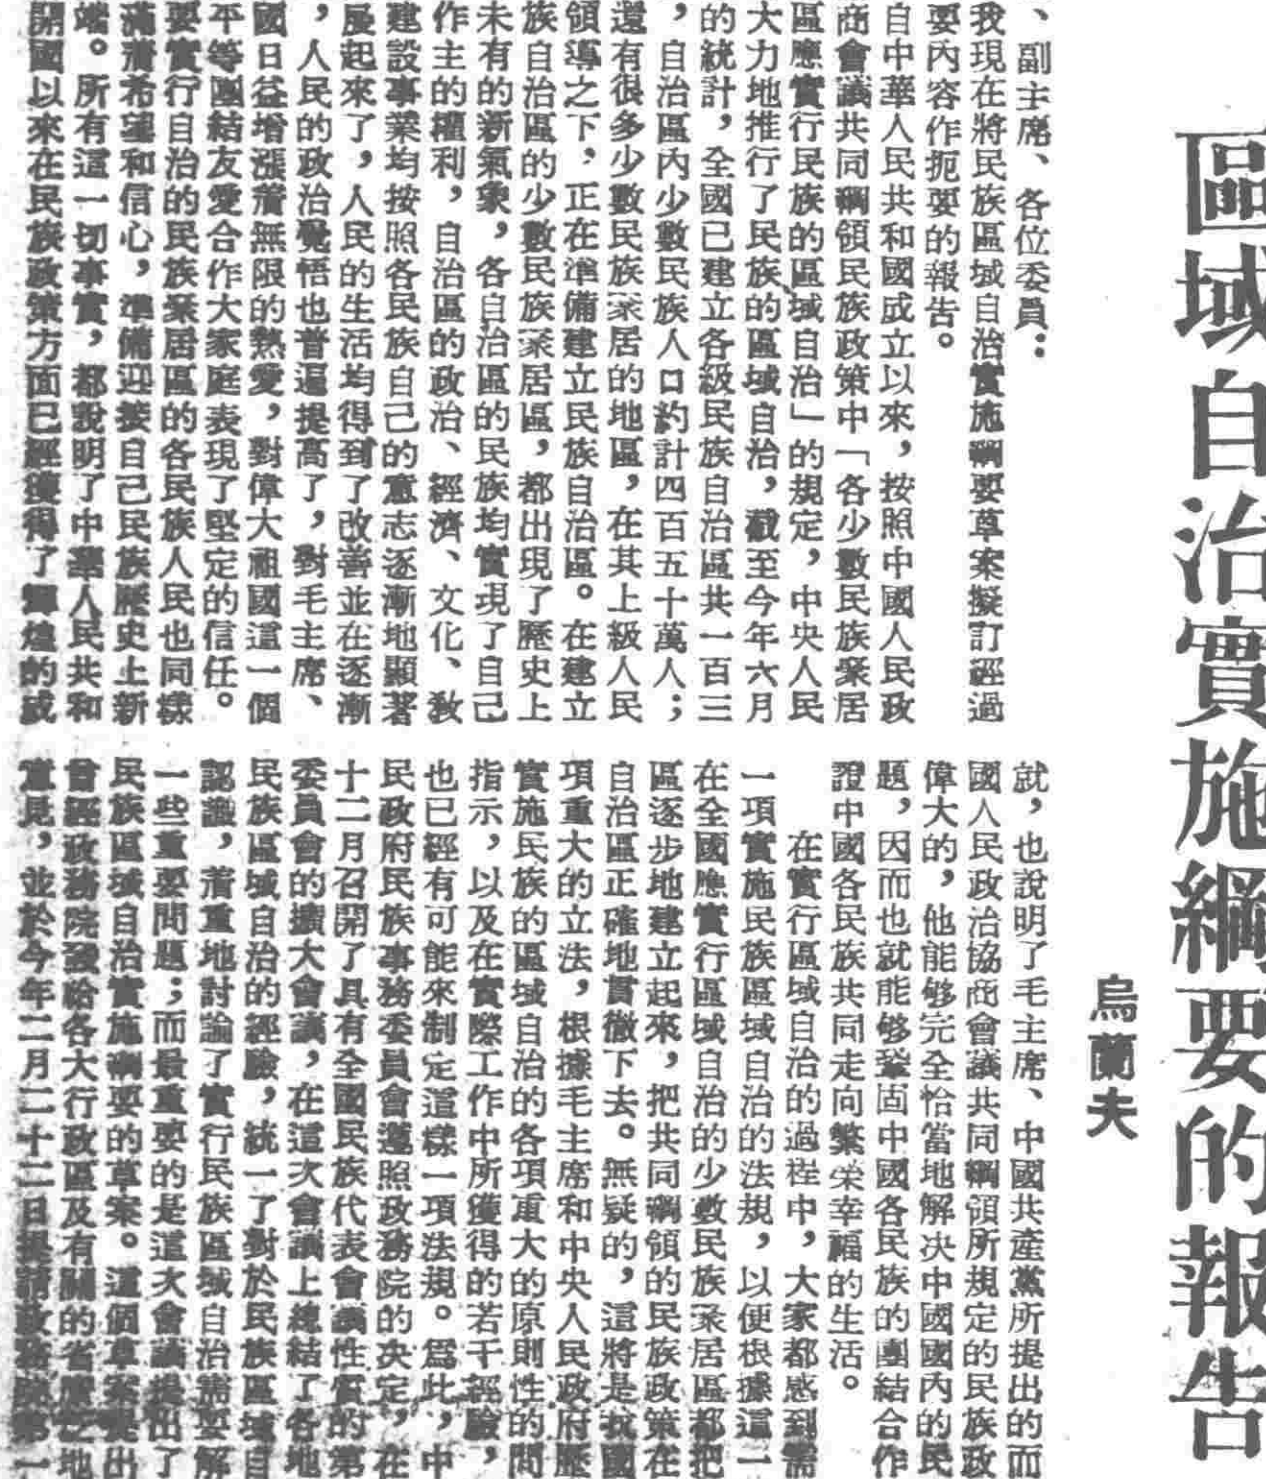 區域自治實施綱要的報告
烏蘭夫
、副主席、各位委員：
我現在將民族區域自治實施綱要草案擬訂經過
要內容作扼要的報告。
自中華人民共和國成立以來，按照中國人民政
商會議共同綱領民族政策中「各少數民族聚居
區應實行民族的區域自治」的規定，中央人民
大力地推行了民族的區域自治，截至今年六月
的統計，全國已建立各級民族自治區共一百三
，自治區內少數民族人口約計四百五十萬人；
還有很多少數民族聚居的地區，在其上級人民
領導之下，正在準備建立民族自治區。在建立
族自治區的少數民族聚居區，都出現了歷史上
未有的新氣象，各自治區的民族均實現了自己
作主的權利，自治區的政治、經濟、文化、教
建設事業均按照各民族自己的意志逐漸地顯著
展起來了，人民的生活均得到了改善並在逐漸
，人民的政治覺悟也普遍提高了，對毛主席、
國日益增漲着無限的熱愛，對偉大祖國這一個
平等團結友愛合作大家庭表現了堅定的信任。
要實行自治的民族聚居區的各民族人民也同樣
滿着希望和信心，準備迎接自己民族歷史上新
端。所有這一切事實，都說明了中華人民共和
開國以來在民族政策方面已經獲得了輝煌的成
就，也說明了毛主席、中國共產黨所提出的而
國人民政治協商會議共同綱領所規定的民族政
偉大的，他能够完全恰當地解決中國國內的民
題，因而也就能够鞏固中國各民族的團結合作
證中國各民族共同走向繁榮幸福的生活。
在實行區域自治的過程中，大家都感到需
一項實施民族區域自治的法規，以便根據這一
在全國應實行區域自治的少數民族聚居區都把
區逐步地建立起來，把共同綱領的民族政策在
自治區正確地貫徹下去。無疑的，這將是我國
項重大的立法，根據毛主席和中央人民政府歷
實施民族的區域自治的各項重大的原則性的問
指示，以及在實際工作中所獲得的若干經驗，
也已經有可能來制定這樣一項法規。爲此，中
民政府民族事務委員會遵照政務院的決定，在
十二月召開了具有全國民族代表會議性質的第
委員會的擴大會議，在這次會議上總結了各地
民族區域自治的經驗，統一了對於民族區域自
認識，着重地討論了實行民族區域自治需要解
一些重要問題；而最重要的是這次會議提出了
民族區域自治實施綱要的草案。這個草案提出
曾經政務院發給各大行政區及有關的省市地
意見，並於今年二月二十二日提請政務院第一